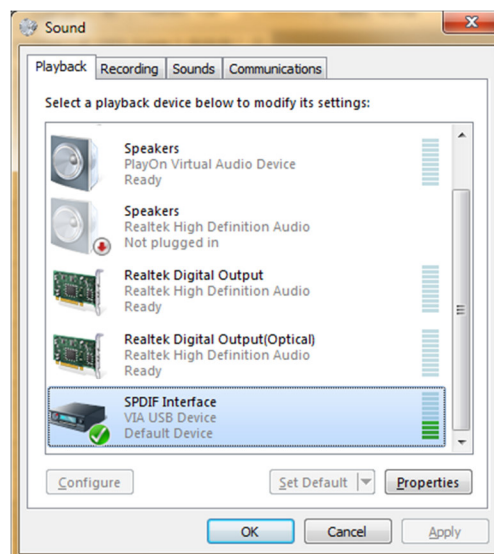 Sound
Playback Recording Sounds Communications
Select a playback device below to modify its settings:
Speakers
PlayOn Virtual Audio Device
Ready
Speakers
Realtek High Definition Audio
Not plugged in
Realtek Digital Output
Realtek High Definition Audio
Ready
Realtek Digital Output(Optical)
Realtek High Definition Audio
Ready
SPDIF Interface
VIA USB Device
Default Device
Configure Set Default Properties
OK Cancel Apply